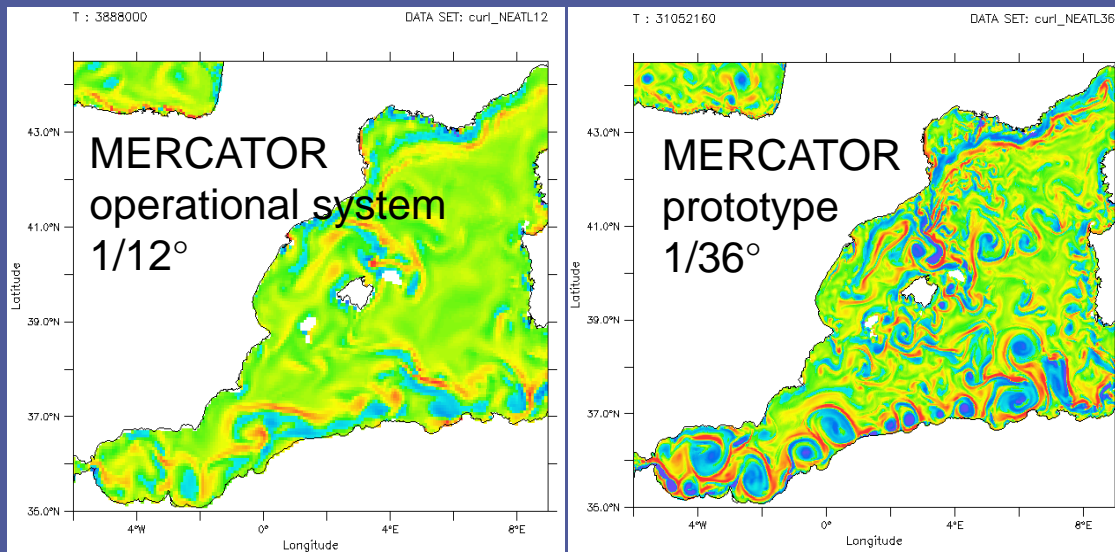 T : 3888000 DATA SET: curl_NEATL12
43.0°N
41.0°N
39.0°N
37.0°N
35.0°N
Latitude
MERCATOR
operational system
1/12°
4°W 0° 4°E 8°E
Longitude
T : 31052160 DATA SET: curl_NEATL36
43.0°N
41.0°N
39.0°N
37.0°N
35.0°N
Latitude
MERCATOR
prototype
1/36°
4°W 0° 4°E 8°E
Longitude